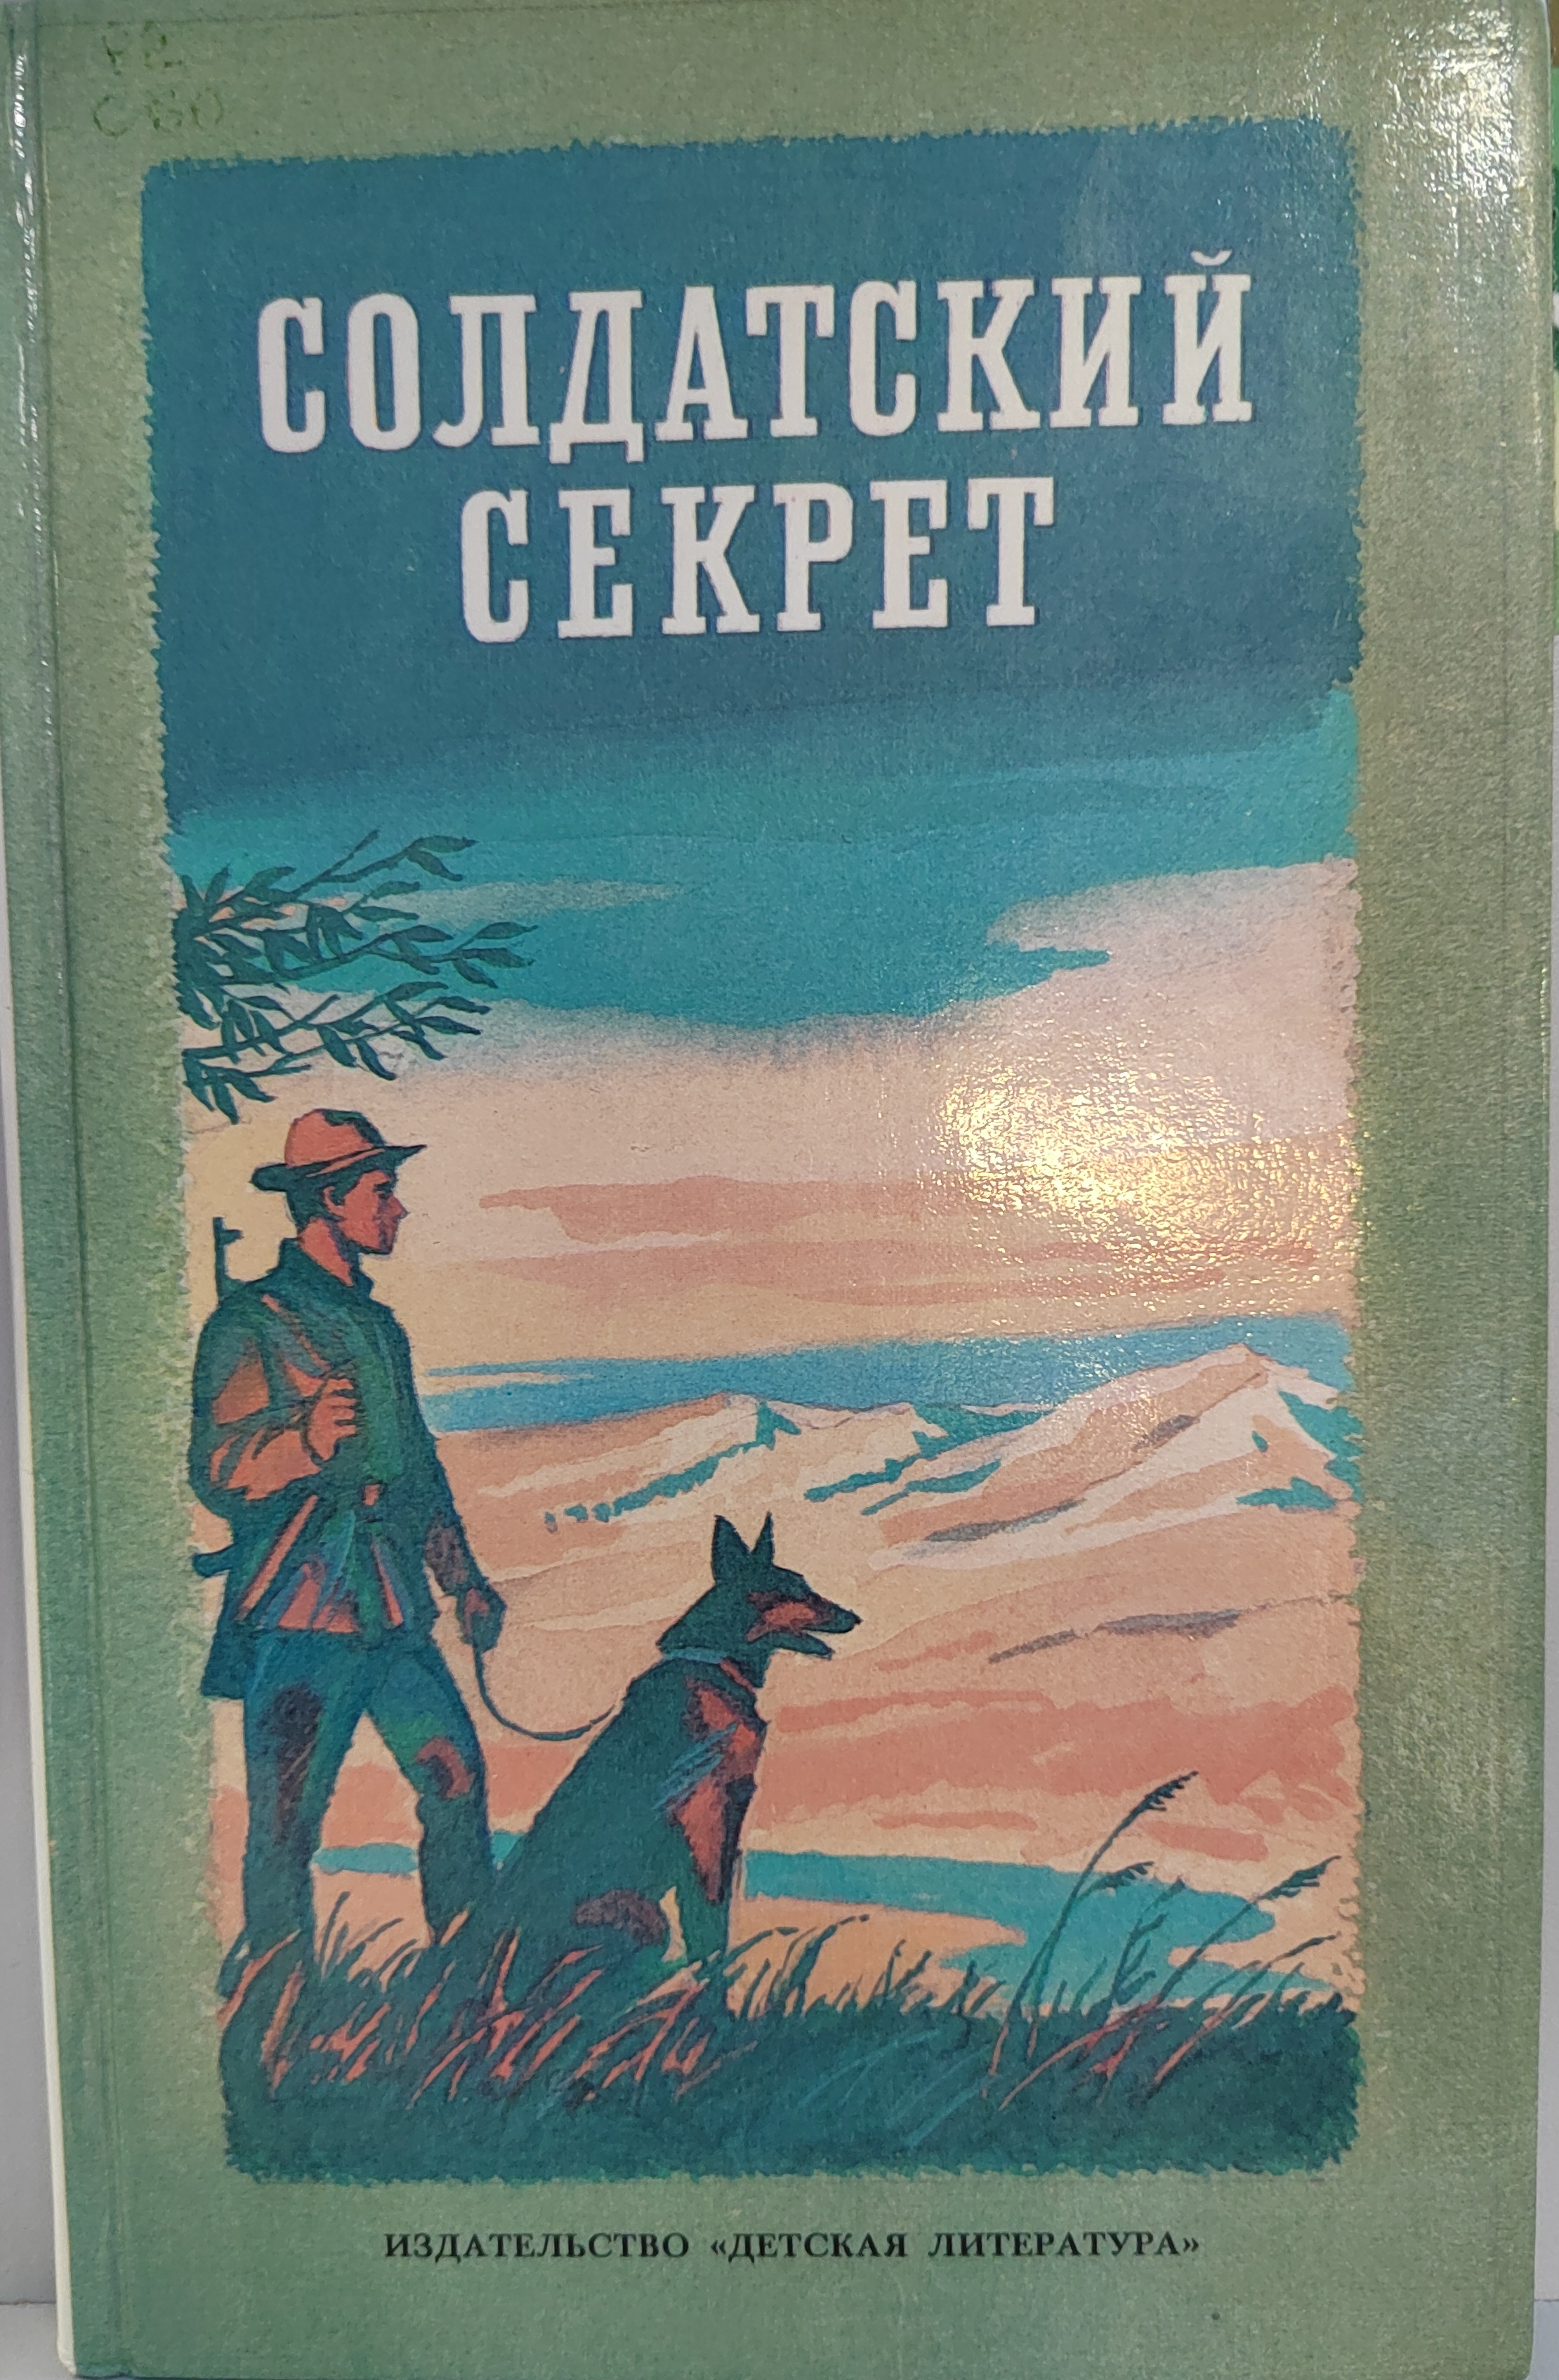 СОЛДАТСКИЙ
СЕКРЕТ
ИЗДАТЕЛЬСТВО «ДЕТСКАЯ ЛИТЕРАТУРА»